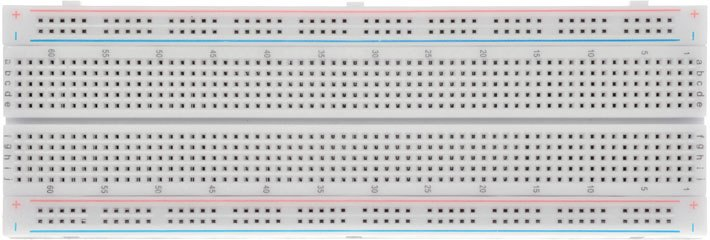 + +
− −
60 55 50 45 40 35 30 25 20 15 10 5 1
a a
b b
c c
d d
e e
f f
g g
h h
i i
j j
60 55 50 45 40 35 30 25 20 15 10 5 1
+ +
− −